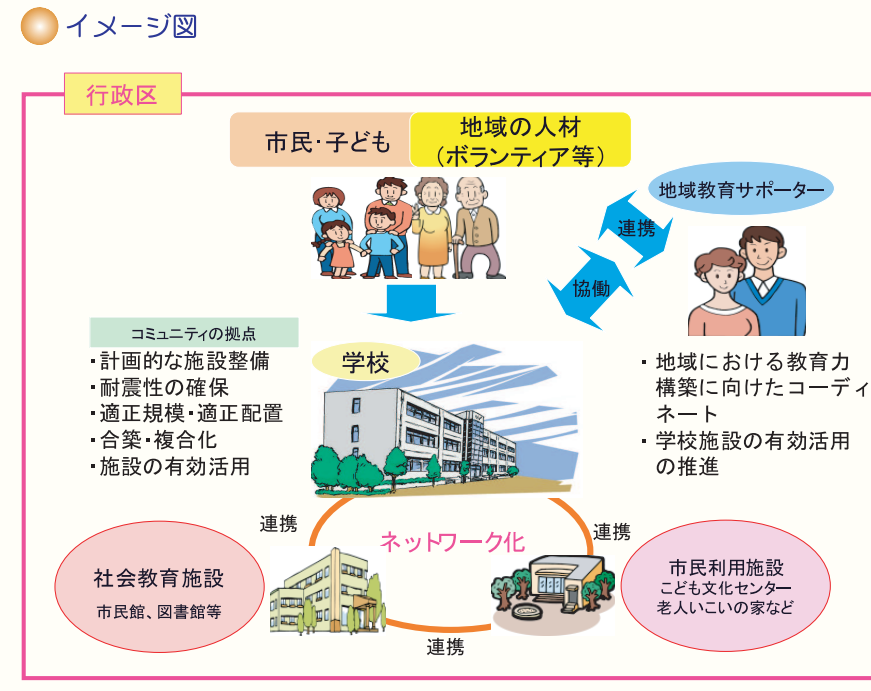 イメージ図
行政区
市民・子ども
地域の人材
（ボランティア等）
地域教育サポーター
連携
協働
コミュニティの拠点
・計画的な施設整備
・耐震性の確保
・適正規模・適正配置
・合築・複合化
・施設の有効活用
学校
・地域における教育力
構築に向けたコーディ
ネート
・学校施設の有効活用
の推進
連携
ネットワーク化
連携
社会教育施設
市民館、図書館等
市民利用施設
こども文化センター
老人いこいの家など
連携